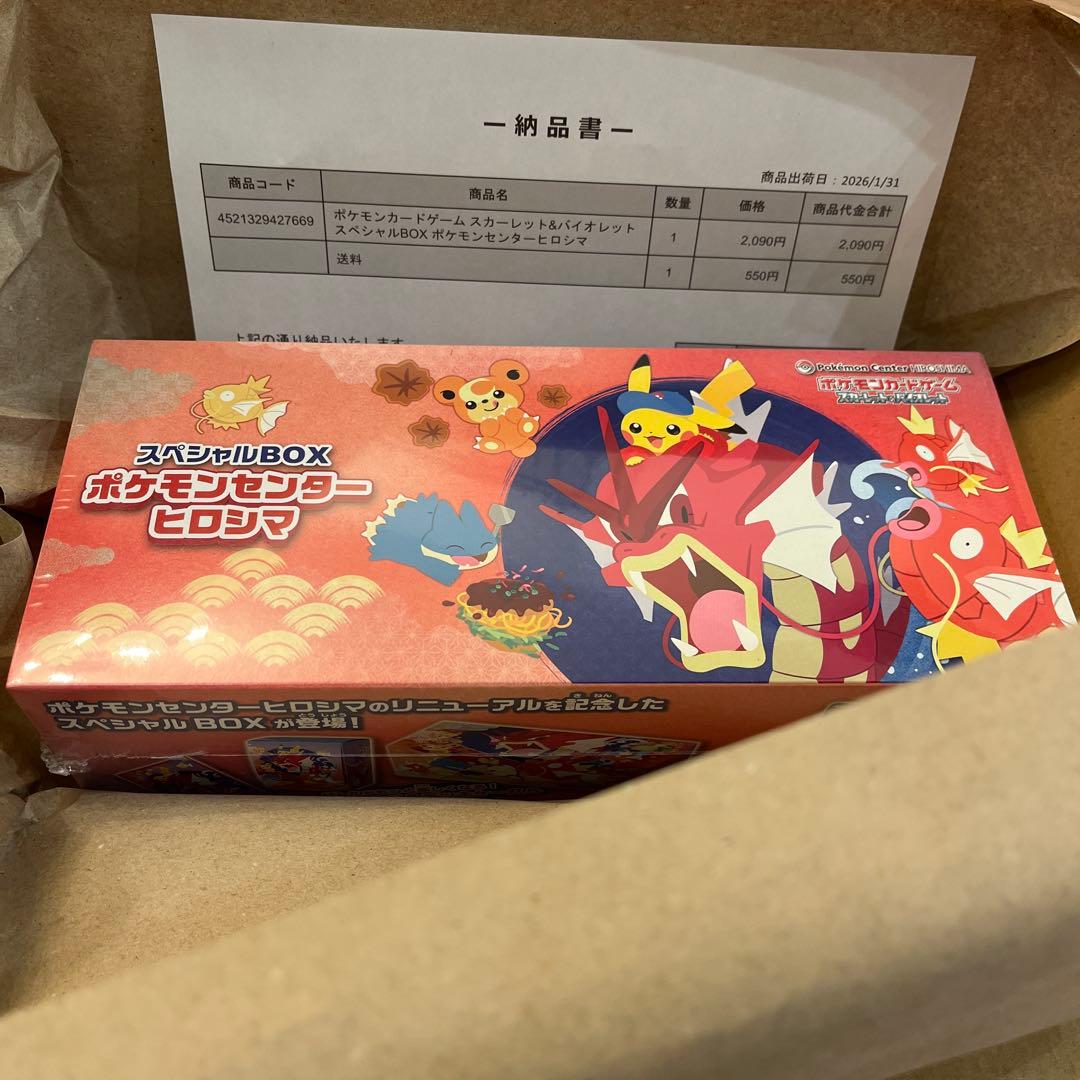 ー納品書ー
商品出荷日：2026/1/31
商品コード 商品名 数量 価格 商品代金合計
4521329427669 ポケモンカードゲーム スカーレット&バイオレット
スペシャルBOX ポケモンセンターヒロシマ 1 2,090円 2,090円
送料 1 550円 550円
上記の通り納品いたします
Pokémon Center HIROSHIMA
ポケモンカードゲーム
スカーレット&バイオレット
スペシャルBOX
ポケモンセンター
ヒロシマ
ポケモンセンターヒロシマのリニューアルを記念した
スペシャルBOXが登場!